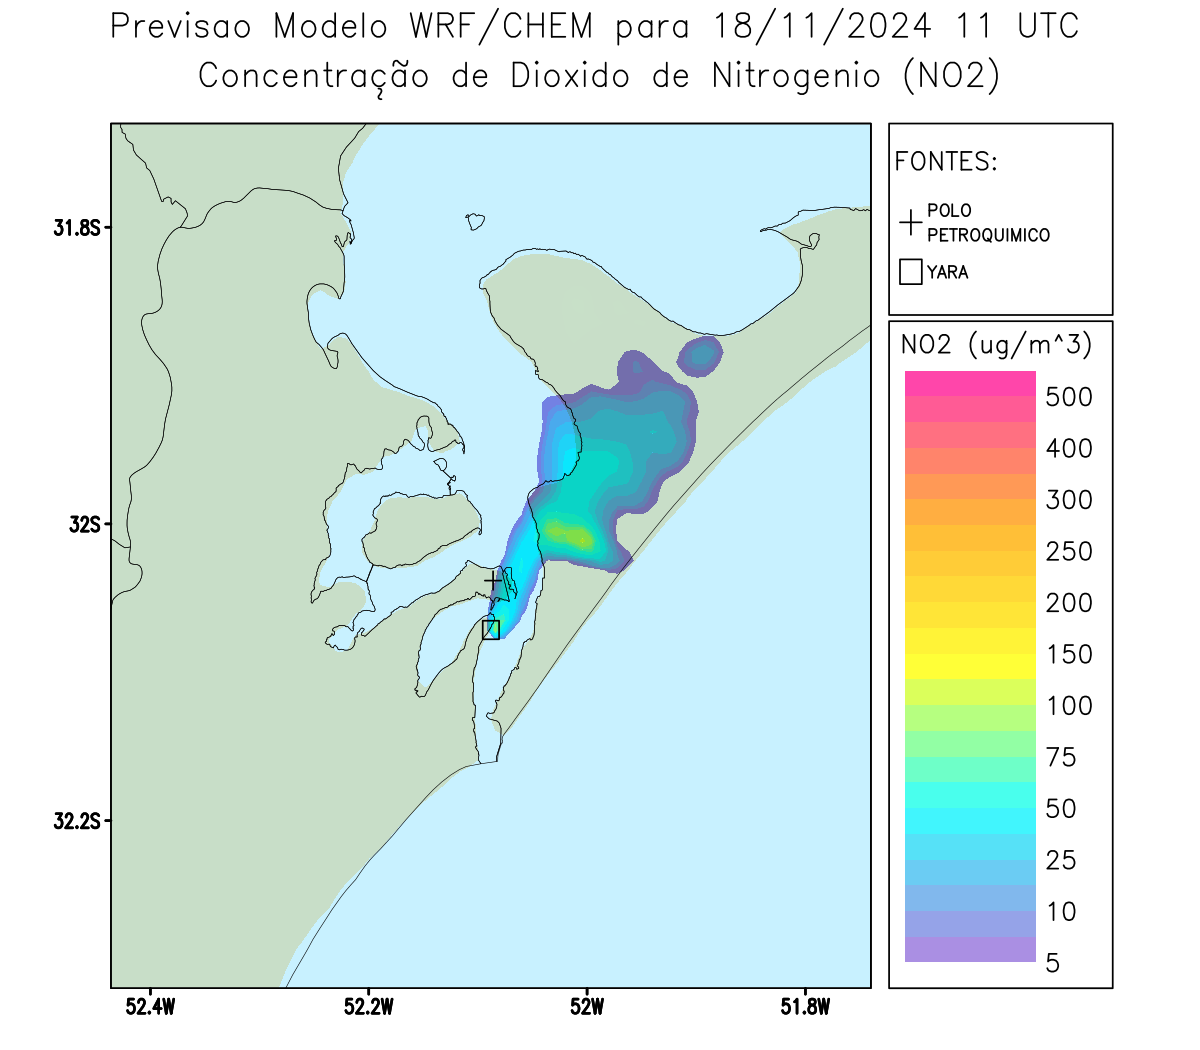 Previsao Modelo WRF/CHEM para 18/11/2024 11 UTC
Concentração de Dioxido de Nitrogenio (NO2)
FONTES:
POLO
PETROQUIMICO
YARA
NO2 (ug/m^3)
500
400
300
250
200
150
100
75
50
25
10
5
31.8S
32S
32.2S
52.4W
52.2W
52W
51.8W